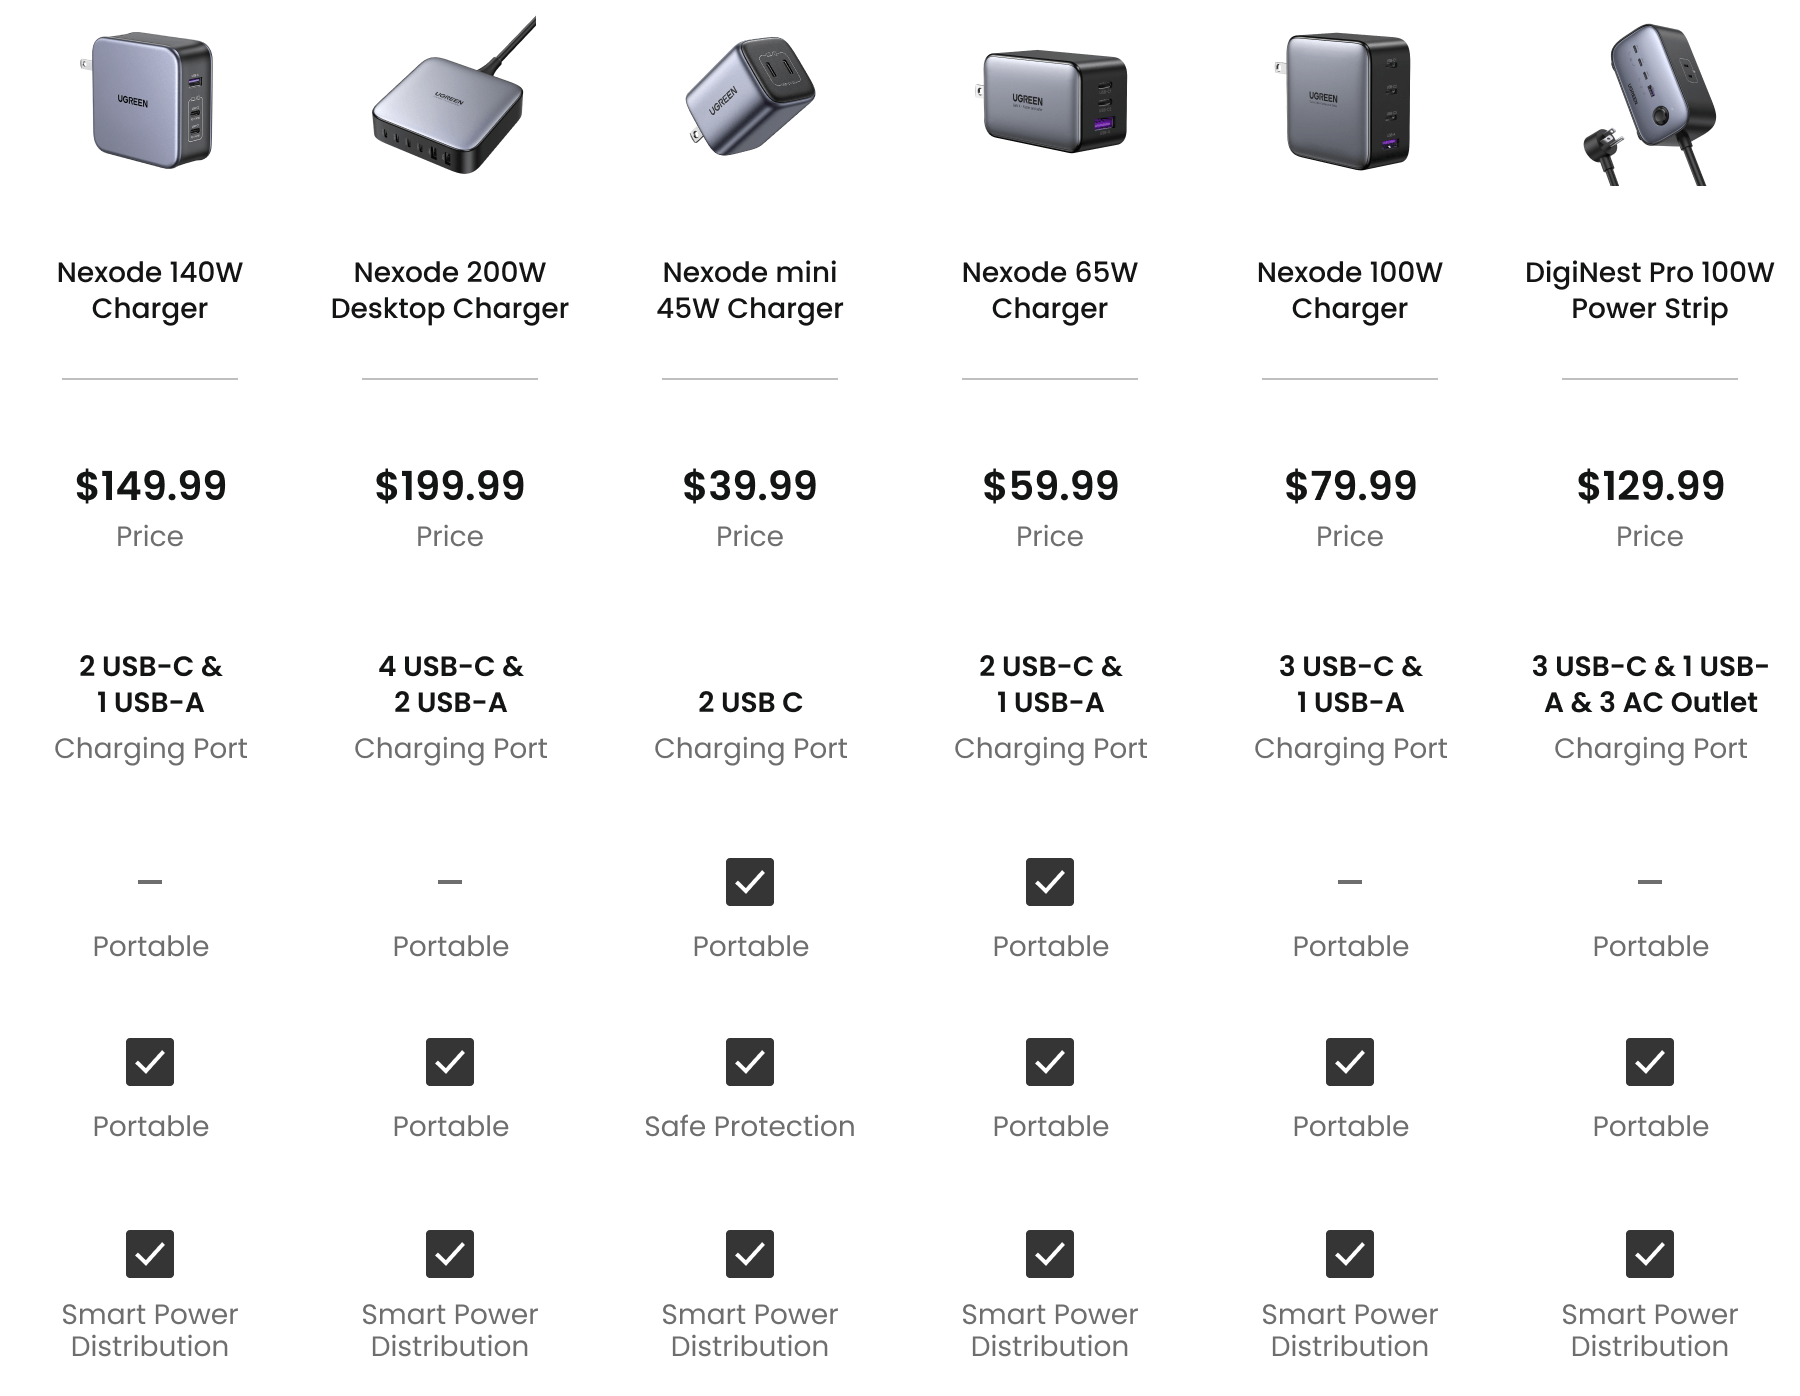 UGREEN
UGREEN
UGREEN
UGREEN
UGREEN
Nexode 140W
Charger
Nexode 200W
Desktop Charger
Nexode mini
45W Charger
Nexode 65W
Charger
Nexode 100W
Charger
DigiNest Pro 100W
Power Strip
$149.99
Price
$199.99
Price
$39.99
Price
$59.99
Price
$79.99
Price
$129.99
Price
2 USB-C &
1 USB-A
Charging Port
4 USB-C &
2 USB-A
Charging Port
2 USB C
Charging Port
2 USB-C &
1 USB-A
Charging Port
3 USB-C &
1 USB-A
Charging Port
3 USB-C & 1 USB-
A & 3 AC Outlet
Charging Port
Portable
Portable
Portable
Portable
Portable
Portable
Portable
Portable
Safe Protection
Portable
Portable
Portable
Smart Power
Distribution
Smart Power
Distribution
Smart Power
Distribution
Smart Power
Distribution
Smart Power
Distribution
Smart Power
Distribution